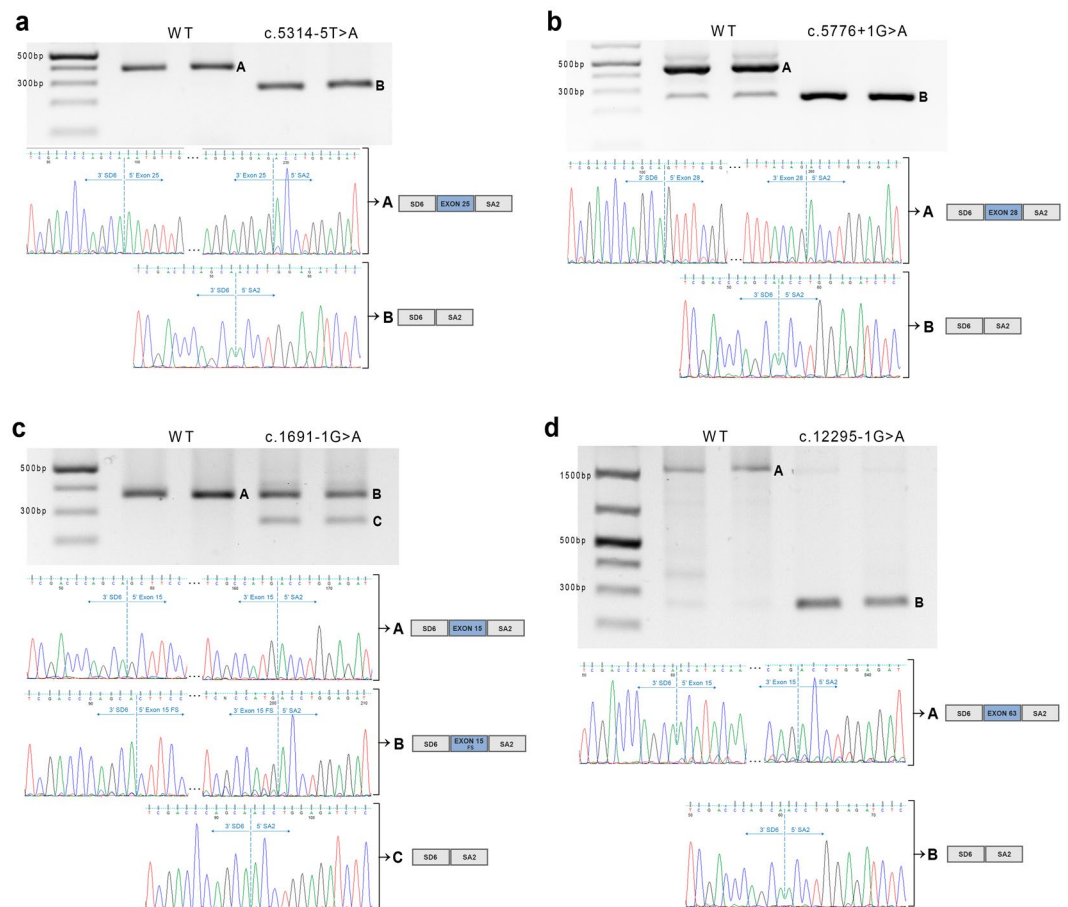 a
WT
c.5314-5T>A
500bp
300bp
A
B
3' SD6
5' Exon 25
3' Exon 25
5' SA2
A
SD6
EXON 25
SA2
3' SD6
5' SA2
B
SD6
SA2
b
WT
c.5776+1G>A
500bp
300bp
A
B
3' SD6
5' Exon 28
3' Exon 28
5' SA2
A
SD6
EXON 28
SA2
3' SD6
5' SA2
B
SD6
SA2
c
WT
c.1691-1G>A
500bp
300bp
A
B
C
3' SD6
5' Exon 15
3' Exon 15
5' SA2
A
SD6
EXON 15
SA2
3' SD6
5' Exon 15 FS
3' Exon 15 FS
5' SA2
B
SD6
EXON 15
FS
SA2
3' SD6
5' SA2
C
SD6
SA2
d
WT
c.12295-1G>A
1500bp
500bp
300bp
A
B
3' SD6
5' Exon 15
3' Exon 15
5' SA2
A
SD6
EXON 63
SA2
3' SD6
5' SA2
B
SD6
SA2